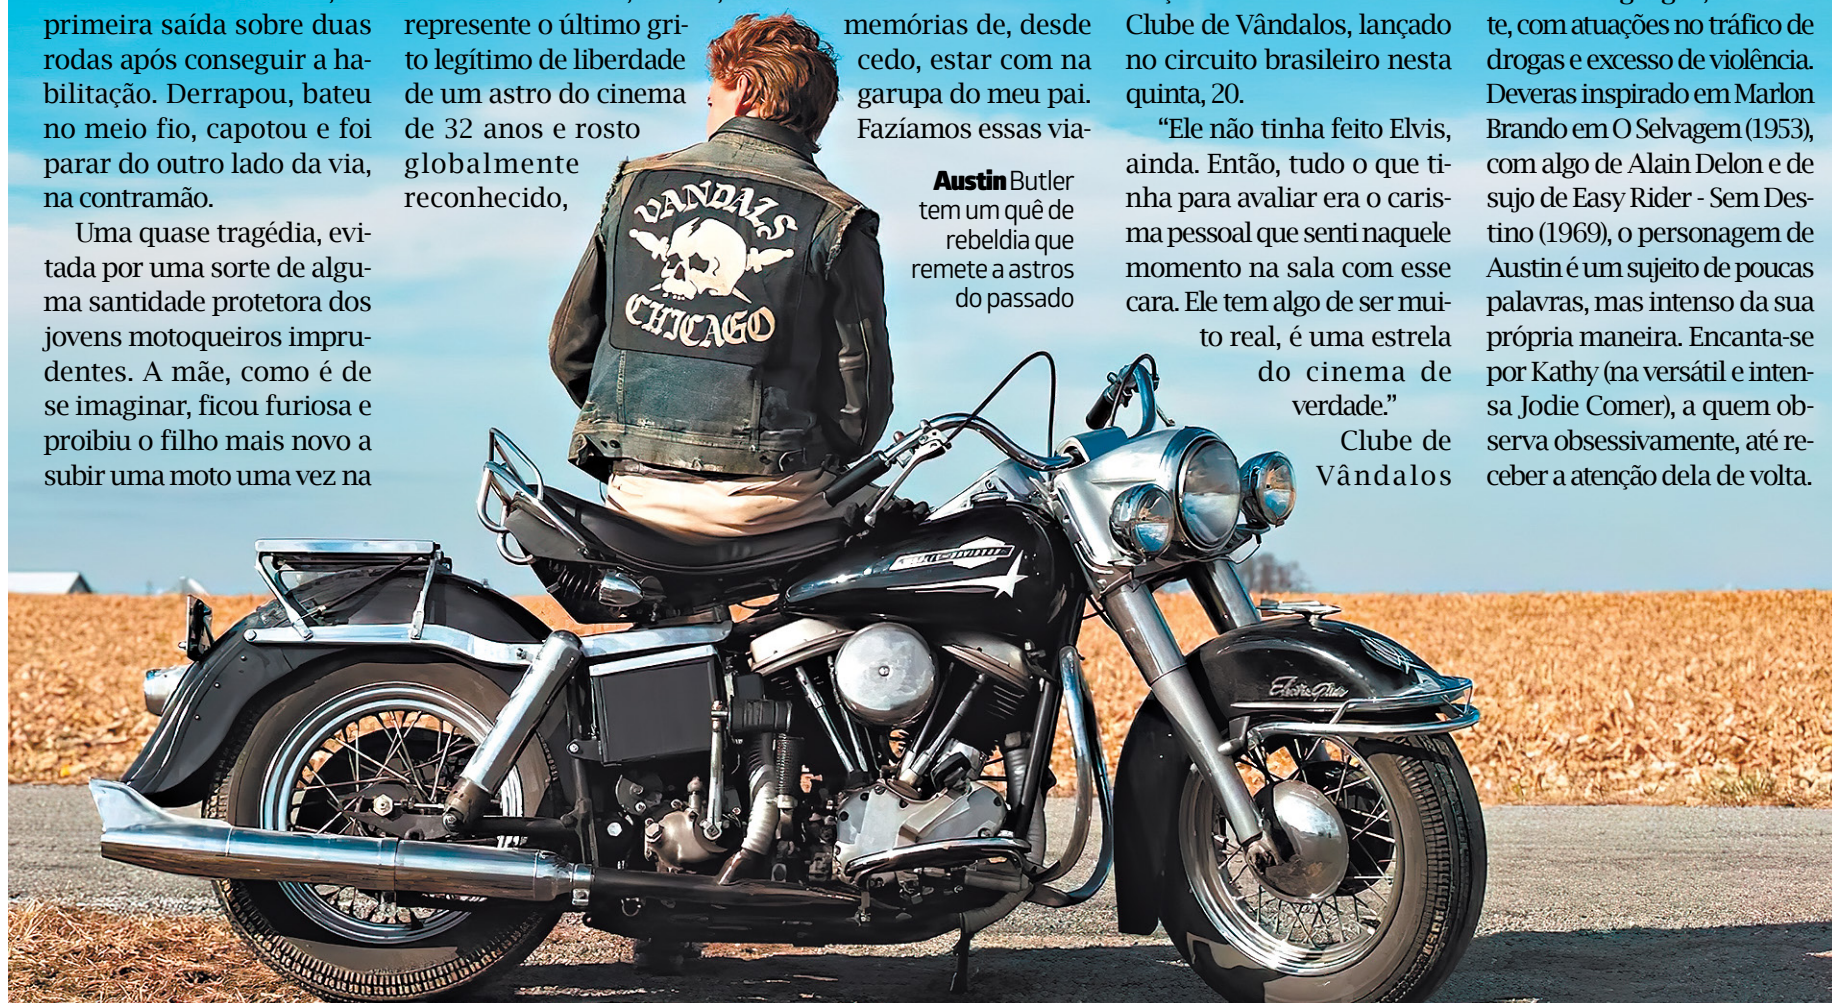 primeira saída sobre duas
rodas após conseguir a ha-
bilitação. Derrapou, bateu
no meio fio, capotou e foi
parar do outro lado da via,
na contramão.
Uma quase tragédia, evi-
tada por uma sorte de algu-
ma santidade protetora dos
jovens motoqueiros impru-
dentes. A mãe, como é de
se imaginar, ficou furiosa e
proibiu o filho mais novo a
subir uma moto uma vez na
represente o último gri-
to legítimo de liberdade
de um astro do cinema
de 32 anos e rosto
globalmente
reconhecido,
memórias de, desde
cedo, estar com na
garupa do meu pai.
Fazíamos essas via-
Austin Butler
tem um quê de
rebeldia que
remete a astros
do passado
Clube de Vândalos, lançado
no circuito brasileiro nesta
quinta, 20.
“Ele não tinha feito Elvis,
ainda. Então, tudo o que ti-
nha para avaliar era o caris-
ma pessoal que senti naquele
momento na sala com esse
cara. Ele tem algo de ser mui-
to real, é uma estrela
do cinema de
verdade.”
Clube de
Vândalos
te, com atuações no tráfico de
drogas e excesso de violência.
Deveras inspirado em Marlon
Brando em O Selvagem (1953),
com algo de Alain Delon e de
sujo de Easy Rider - Sem Des-
tino (1969), o personagem de
Austin é um sujeito de poucas
palavras, mas intenso da sua
própria maneira. Encanta-se
por Kathy (na versátil e inten-
sa Jodie Comer), a quem ob-
serva obsessivamente, até re-
ceber a atenção dela de volta.
VANDALS
CHICAGO
HARLEY-DAVIDSON
Electra Glide